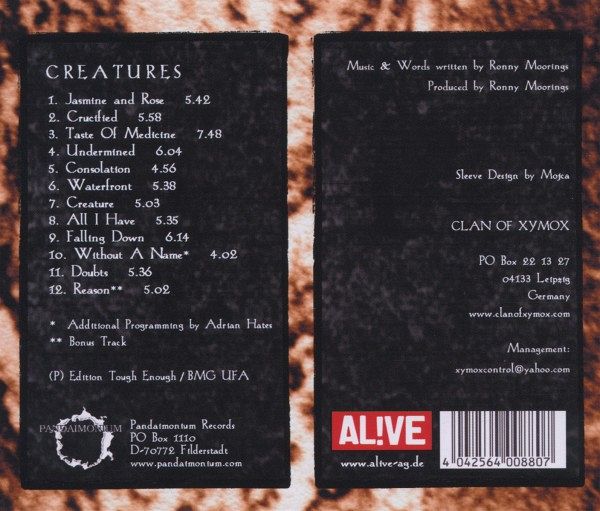 CREATURES
1. Jasmine and Rose 5.42
2. Crucified 5.58
3. Taste Of Medicine 7.48
4. Undermined 6.04
5. Consolation 4.56
6. Waterfront 5.38
7. Creature 5.03
8. All I Have 5.35
9. Falling Down 6.14
10. Without A Name* 4.02
11. Doubts 5.36
12. Reason** 5.02
* Additional Programming by Adrian Hates
** Bonus Track
(P) Edition Tough Enough / BMG UFA
PANDAIMONIUM
Pandaimonium Records
PO Box 1110
D-70772 Filderstadt
www.pandaimonium.com
Music & Words written by Ronny Moorings
Produced by Ronny Moorings
Sleeve Design by Mojca
CLAN OF XYMOX
PO Box 22 13 27
04133 Leipzig
Germany
www.clanofxymox.com
Management:
xymoxcontrol@yahoo.com
AL!VE
www.alive-ag.de
4 042564 008807